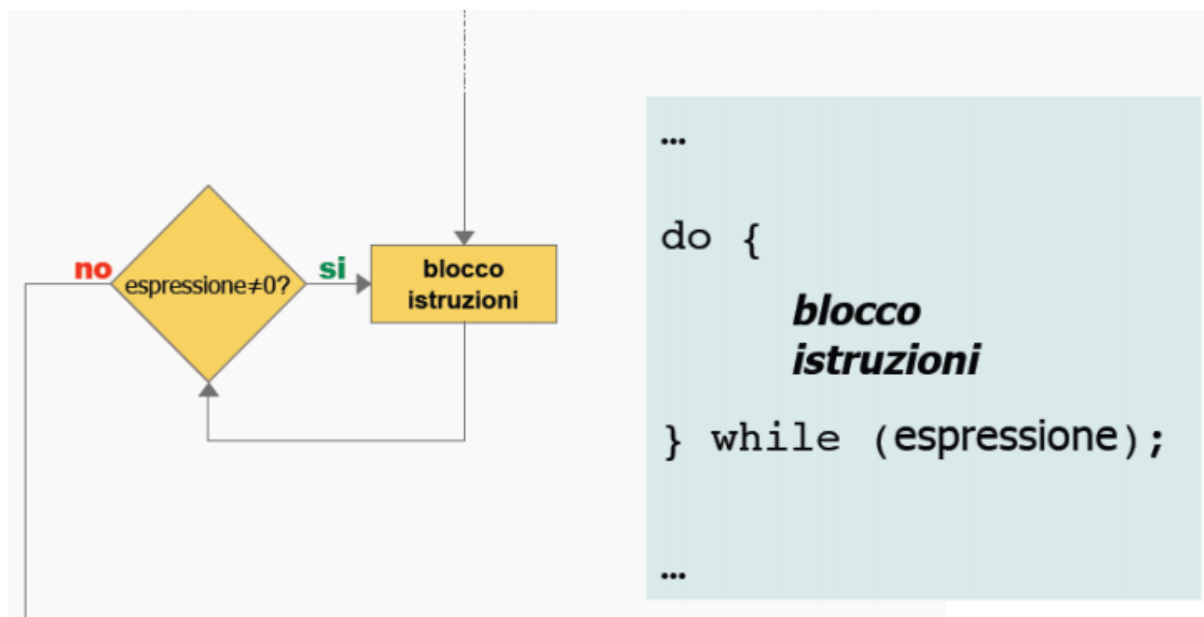 no
espressione≠0?
si
blocco
istruzioni
…
do {
blocco
istruzioni
} while (espressione);
…